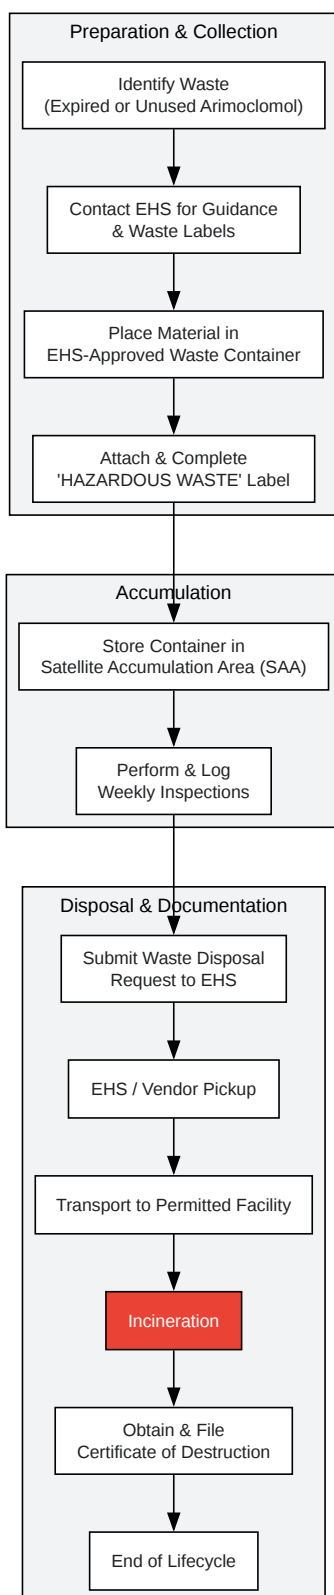 Preparation & Collection
Identify Waste
(Expired or Unused Arimoclomol)
Contact EHS for Guidance
& Waste Labels
Place Material in
EHS-Approved Waste Container
Attach & Complete
'HAZARDOUS WASTE' Label
Accumulation
Store Container in
Satellite Accumulation Area (SAA)
Perform & Log
Weekly Inspections
Disposal & Documentation
Submit Waste Disposal
Request to EHS
EHS / Vendor Pickup
Transport to Permitted Facility
Incineration
Obtain & File
Certificate of Destruction
End of Lifecycle